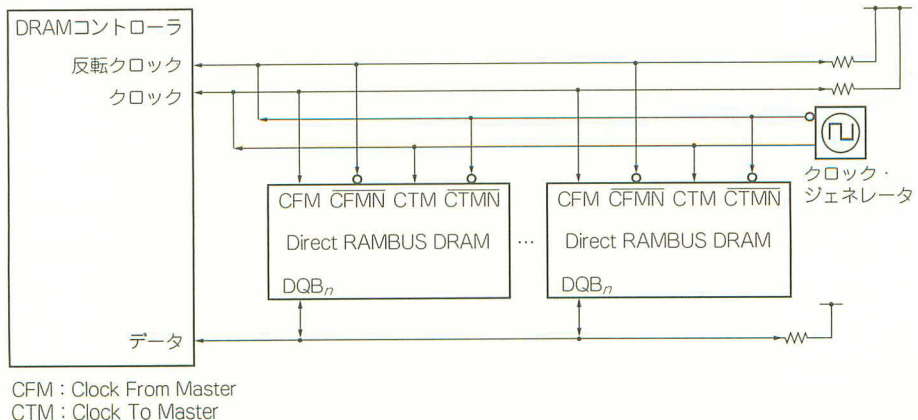 DRAMコントローラ
反転クロック
クロック
クロック・
ジェネレータ
CFM CFMN CTM CTMN
Direct RAMBUS DRAM
DQBn
…
CFM CFMN CTM CTMN
Direct RAMBUS DRAM
DQBn
データ
CFM：Clock From Master
CTM：Clock To Master